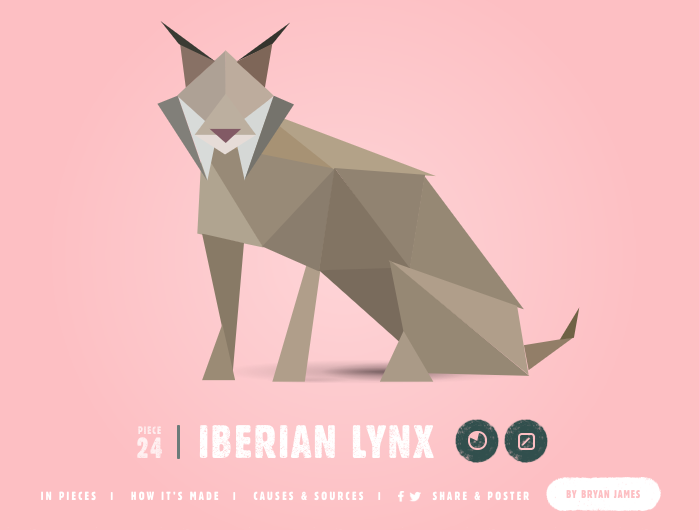 PIECE
24
IBERIAN LYNX
IN PIECES | HOW IT'S MADE | CAUSES & SOURCES | SHARE & POSTER BY BRYAN JAMES